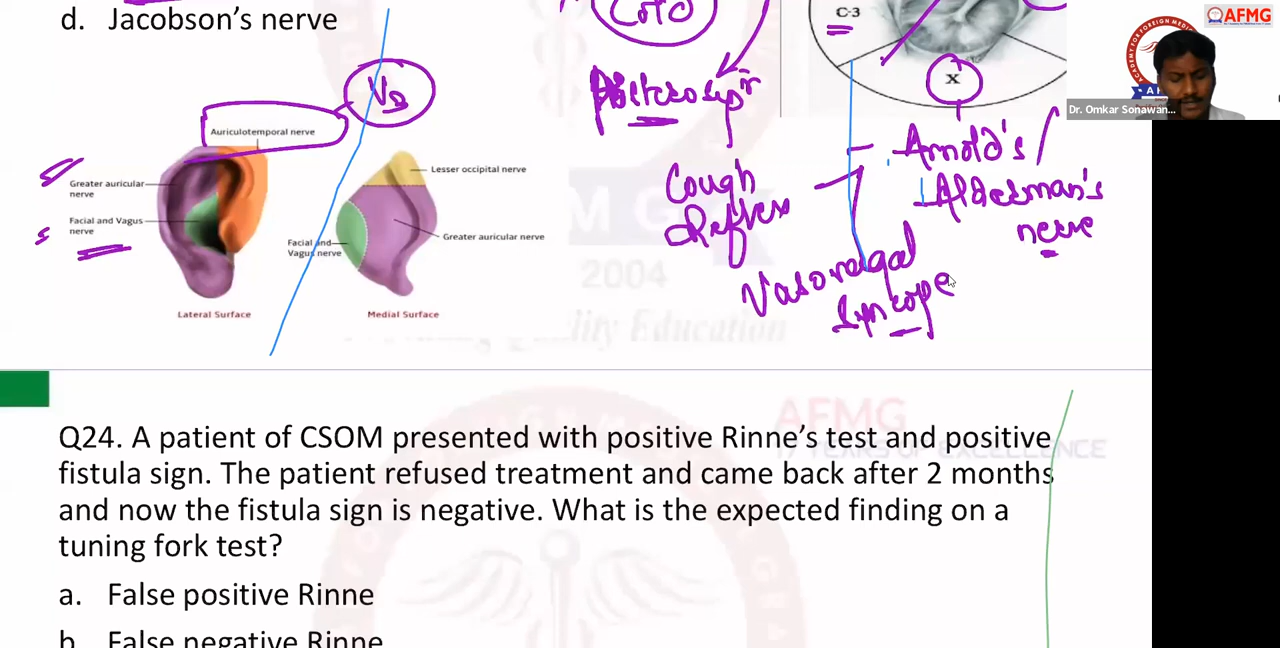 d. Jacobson's nerve
C-3
X
AFMG
Dr. Omkar Sonawan...
V3
Auriculotemporal nerve
Greater auricular
nerve
Facial and Vagus
nerve
Lateral Surface
Lesser occipital nerve
Greater auricular nerve
Facial and
Vagus nerve
Medial Surface
Cough
Reflex
Arnold's /
Alderman's
nerve
Vasovagal
Syncope
2004
lity Education
AFMG
Q24. A patient of CSOM presented with positive Rinne's test and positive
fistula sign. The patient refused treatment and came back after 2 months
and now the fistula sign is negative. What is the expected finding on a
tuning fork test?
a. False positive Rinne
b. False negative Rinne